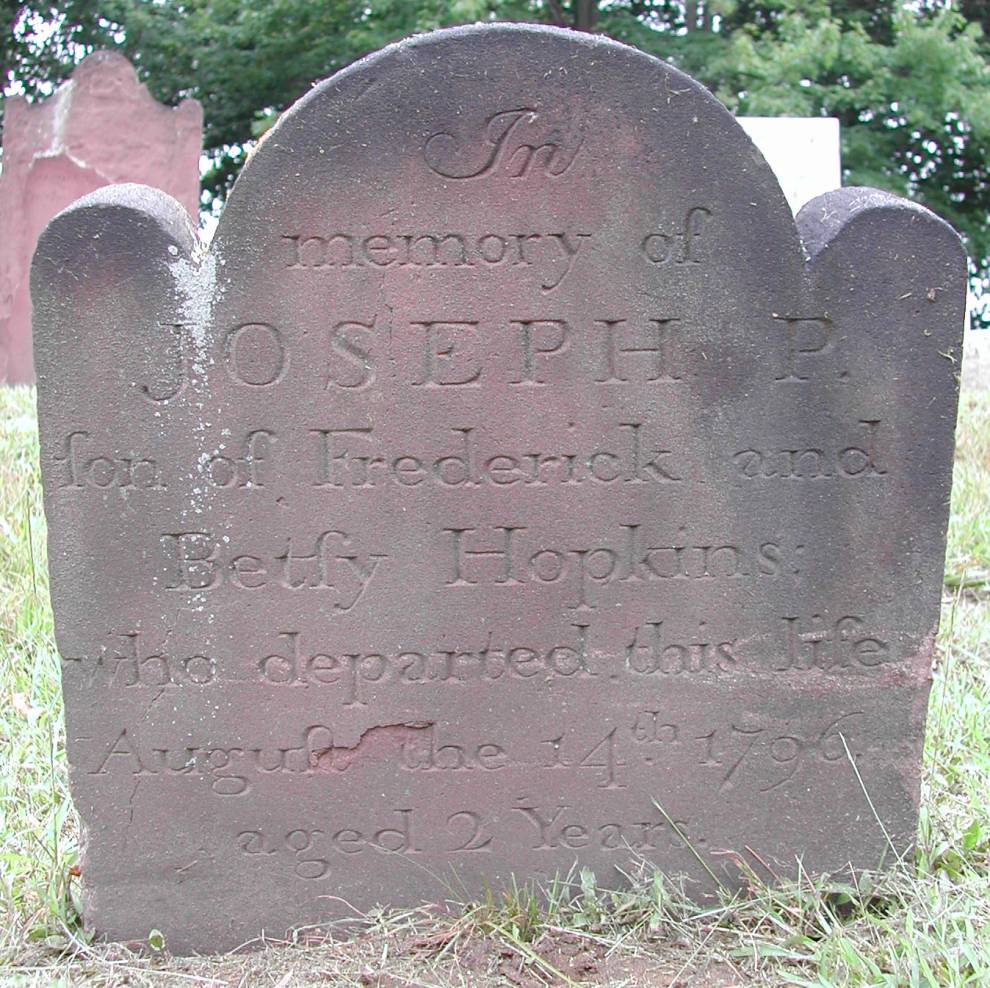 In
memory of
JOSEPH P.
ſon of Frederick and
Betſy Hopkins:
who departed this life
Auguſt the 14th. 1796.
aged 2 Years.